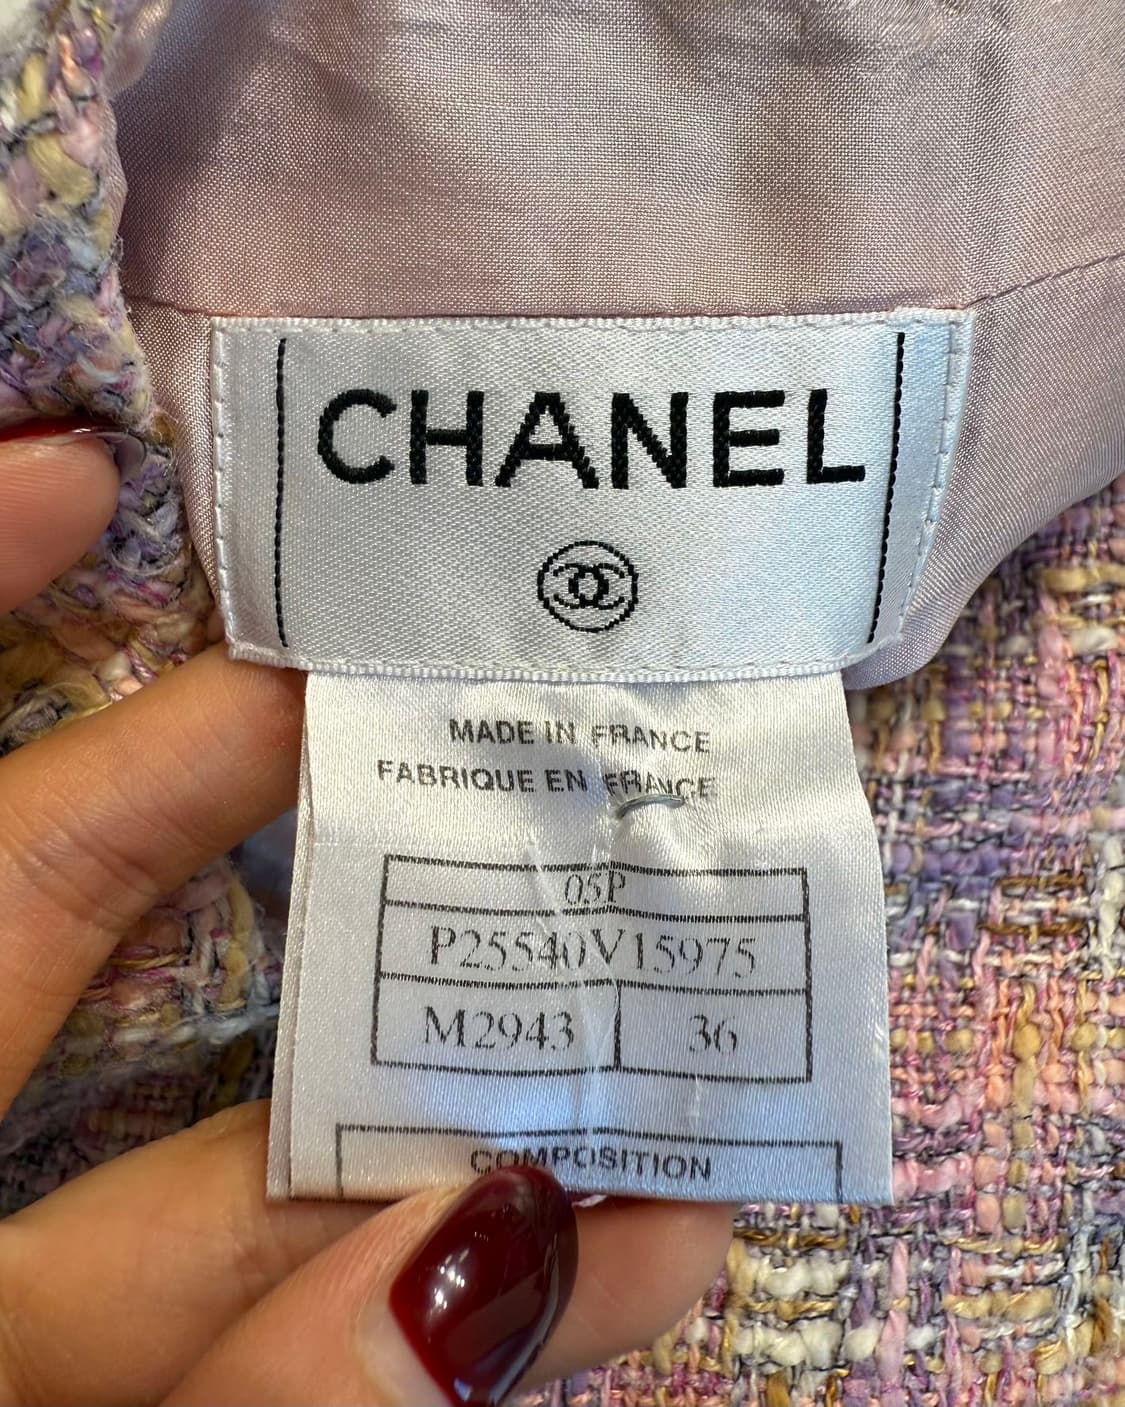 CHANEL
MADE IN FRANCE
FABRIQUE EN FRANCE
05P
P25540V15975
M2943 36
COMPOSITION